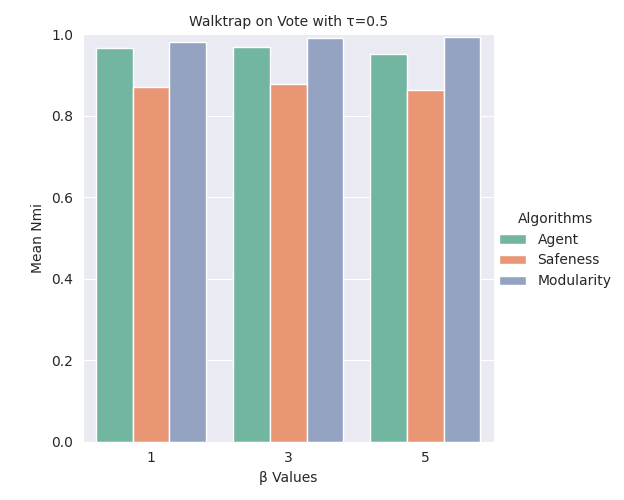 Walktrap on Vote with τ=0.5
Mean Nmi
1.0
0.8
0.6
0.4
0.2
0.0
1 3 5
β Values
Algorithms
Agent
Safeness
Modularity